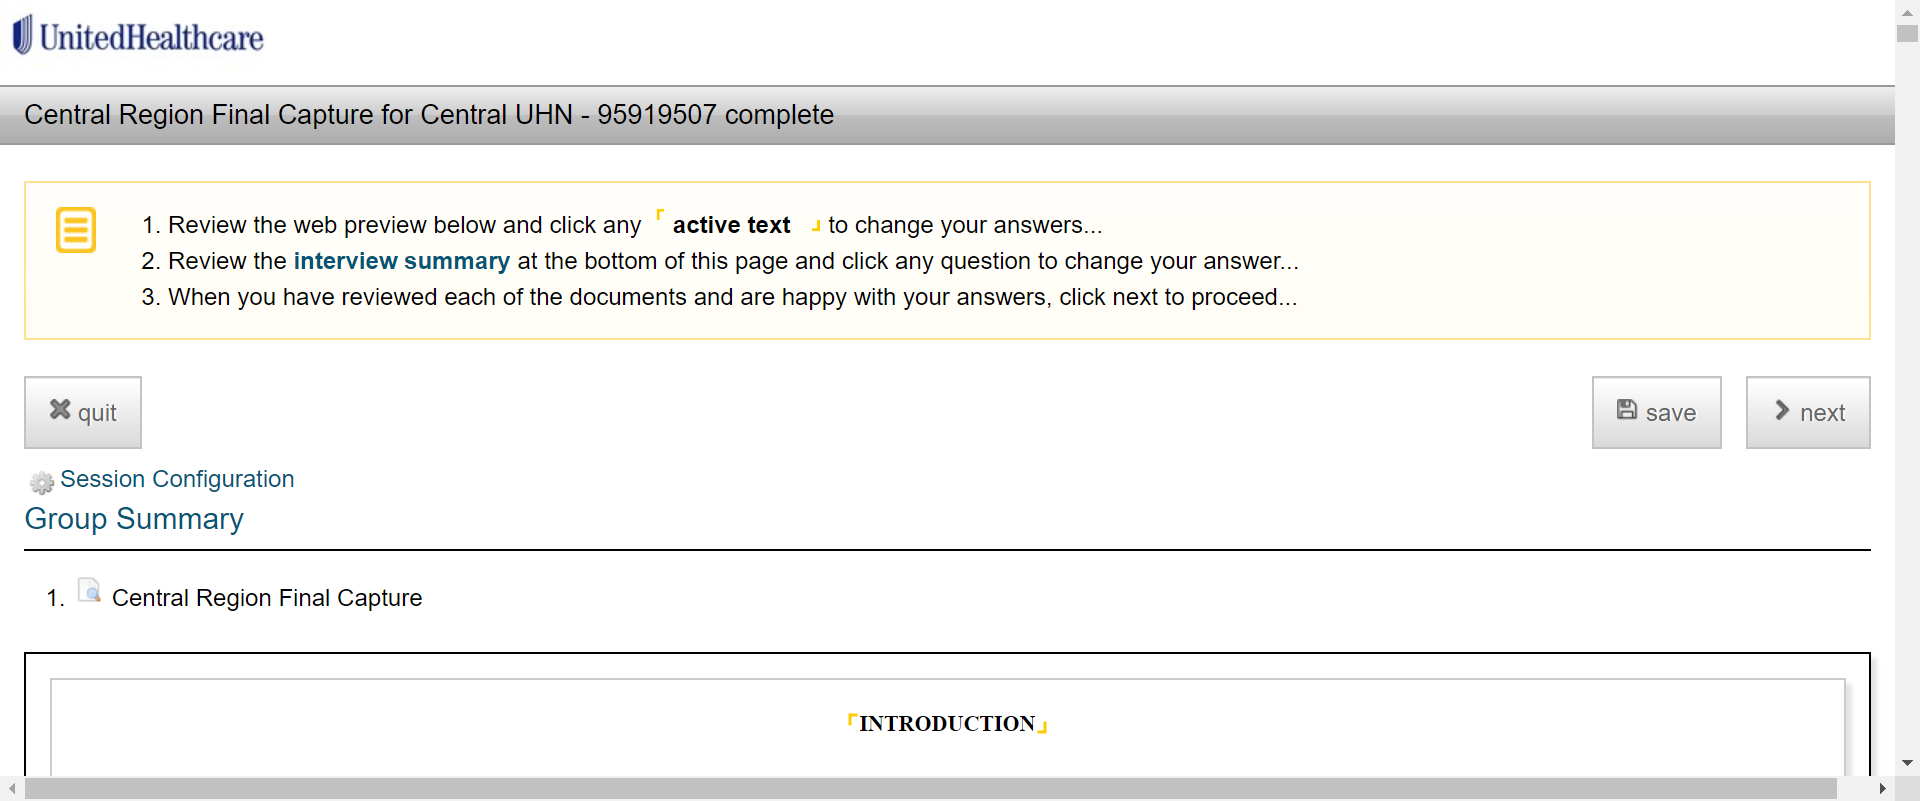 UnitedHealthcare
Central Region Final Capture for Central UHN - 95919507 complete
1. Review the web preview below and click any active text to change your answers...
2. Review the interview summary at the bottom of this page and click any question to change your answer...
3. When you have reviewed each of the documents and are happy with your answers, click next to proceed...
quit
save
next
Session Configuration
Group Summary
1. Central Region Final Capture
INTRODUCTION